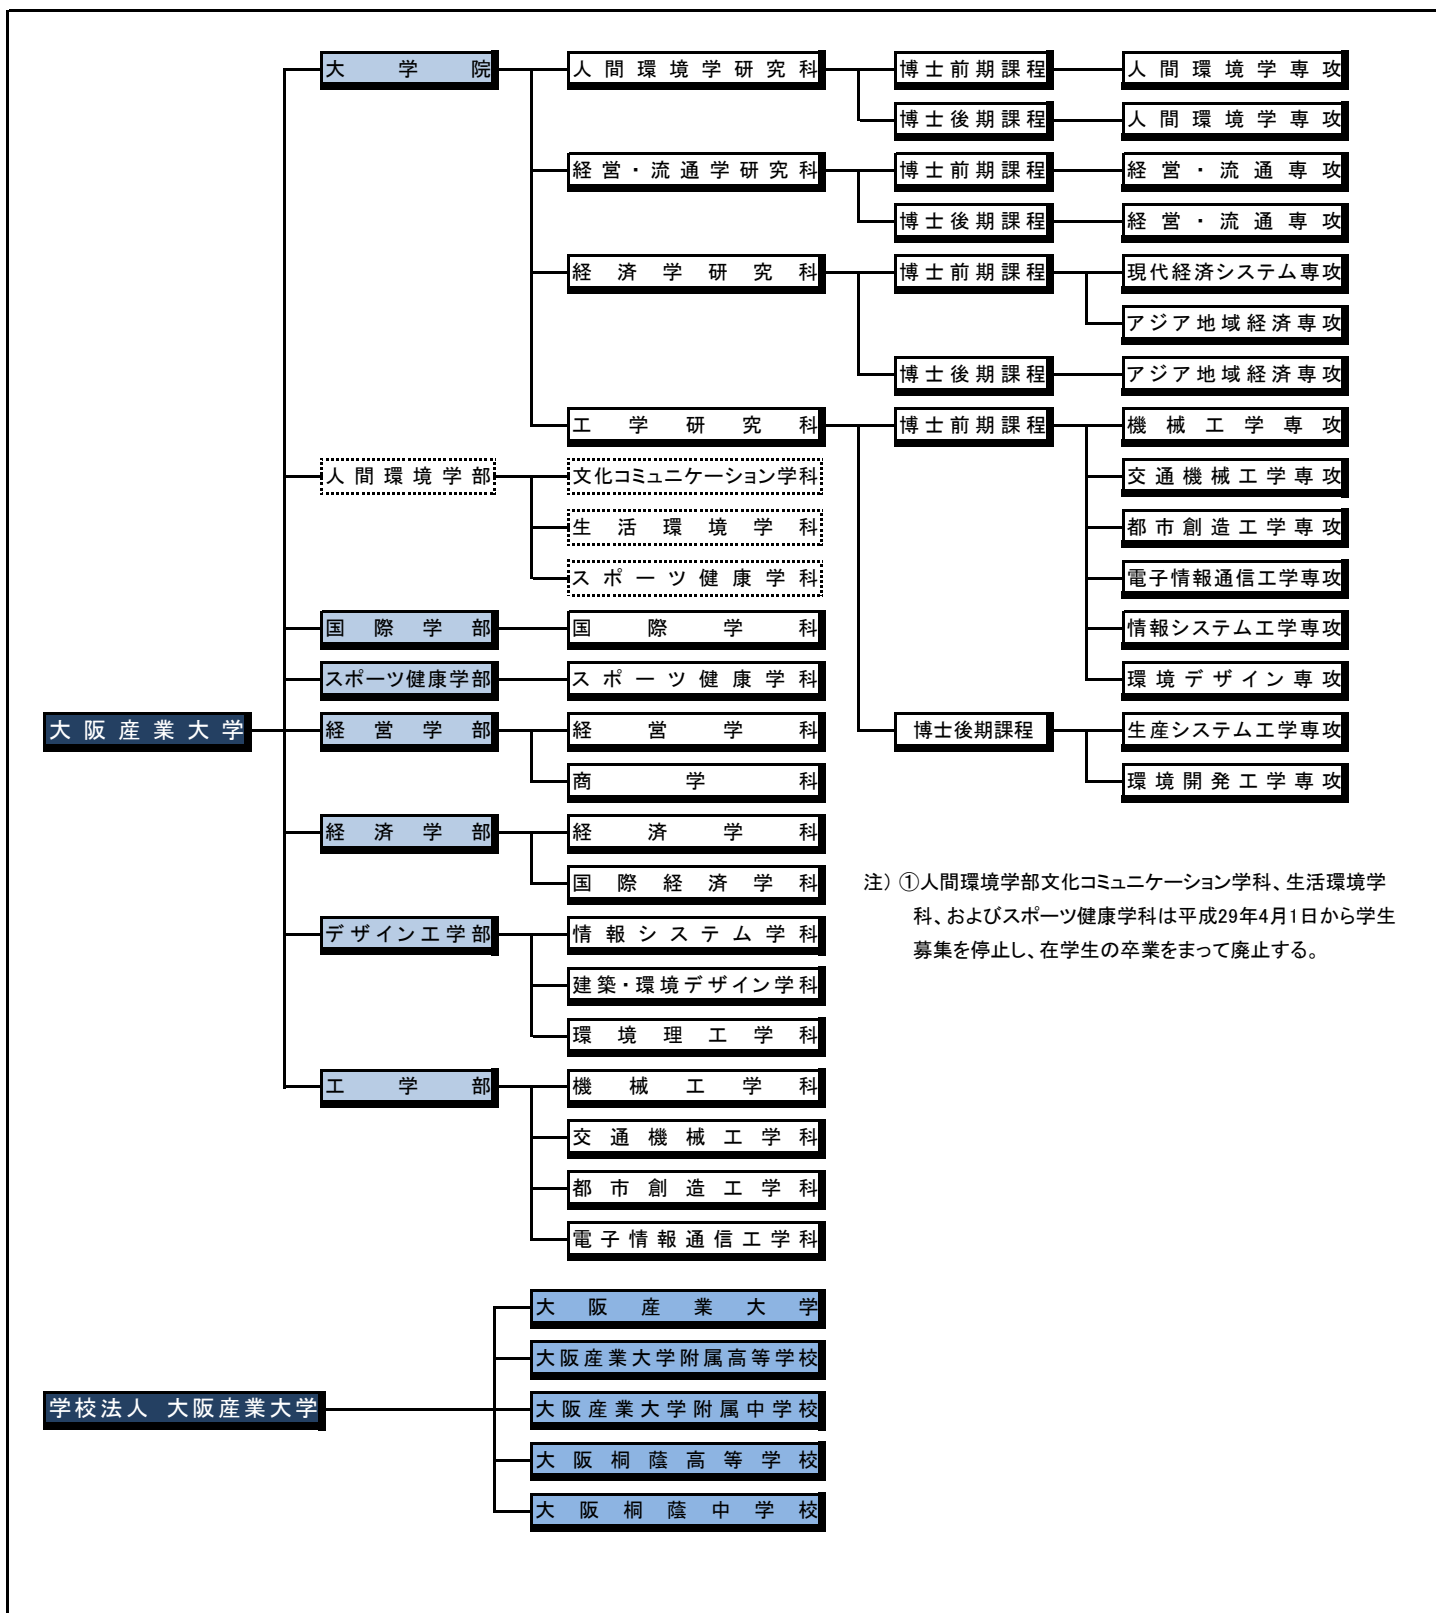 大学院 人間環境学研究科 博士前期課程 人間環境学専攻
博士後期課程 人間環境学専攻
経営・流通学研究科 博士前期課程 経営・流通専攻
博士後期課程 経営・流通専攻
経済学研究科 博士前期課程 現代経済システム専攻
アジア地域経済専攻
博士後期課程 アジア地域経済専攻
工学研究科 博士前期課程 機械工学専攻
人間環境学部 文化コミュニケーション学科 交通機械工学専攻
生活環境学科 都市創造工学専攻
スポーツ健康学科 電子情報通信工学専攻
国際学部 国際学科 情報システム工学専攻
スポーツ健康学部 スポーツ健康学科 環境デザイン専攻
大阪産業大学 経営学部 経営学科 博士後期課程 生産システム工学専攻
商学科 環境開発工学専攻
経済学部 経済学科
国際経済学科
注）①人間環境学部文化コミュニケーション学科、生活環境学
科、およびスポーツ健康学科は平成29年4月1日から学生
募集を停止し、在学生の卒業をまって廃止する。
デザイン工学部 情報システム学科
建築・環境デザイン学科
環境理工学科
工学部 機械工学科
交通機械工学科
都市創造工学科
電子情報通信工学科
大阪産業大学
大阪産業大学附属高等学校
学校法人 大阪産業大学 大阪産業大学附属中学校
大阪桐蔭高等学校
大阪桐蔭中学校